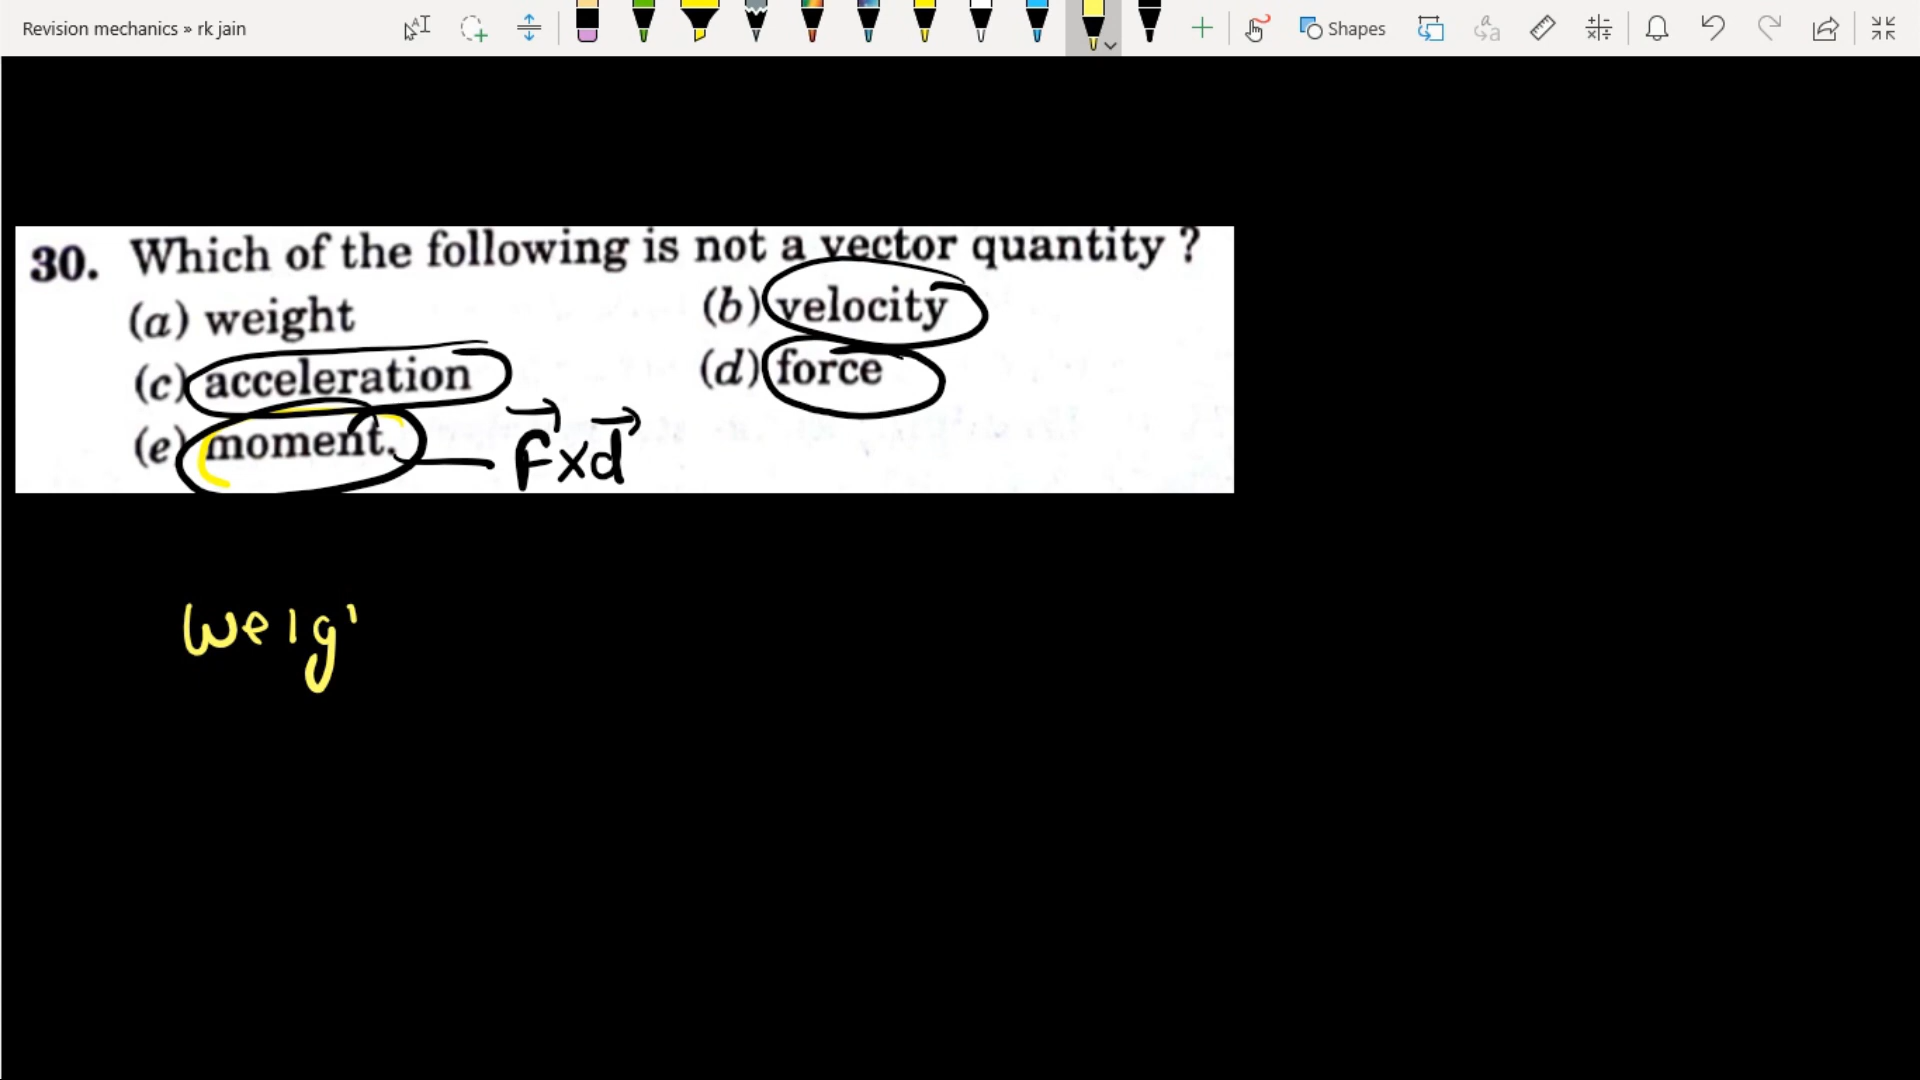 Revision mechanics » rk jain
Shapes
30. Which of the following is not a vector quantity ?
(a) weight (b) velocity
(c) acceleration (d) force
(e) moment. F×d
weig